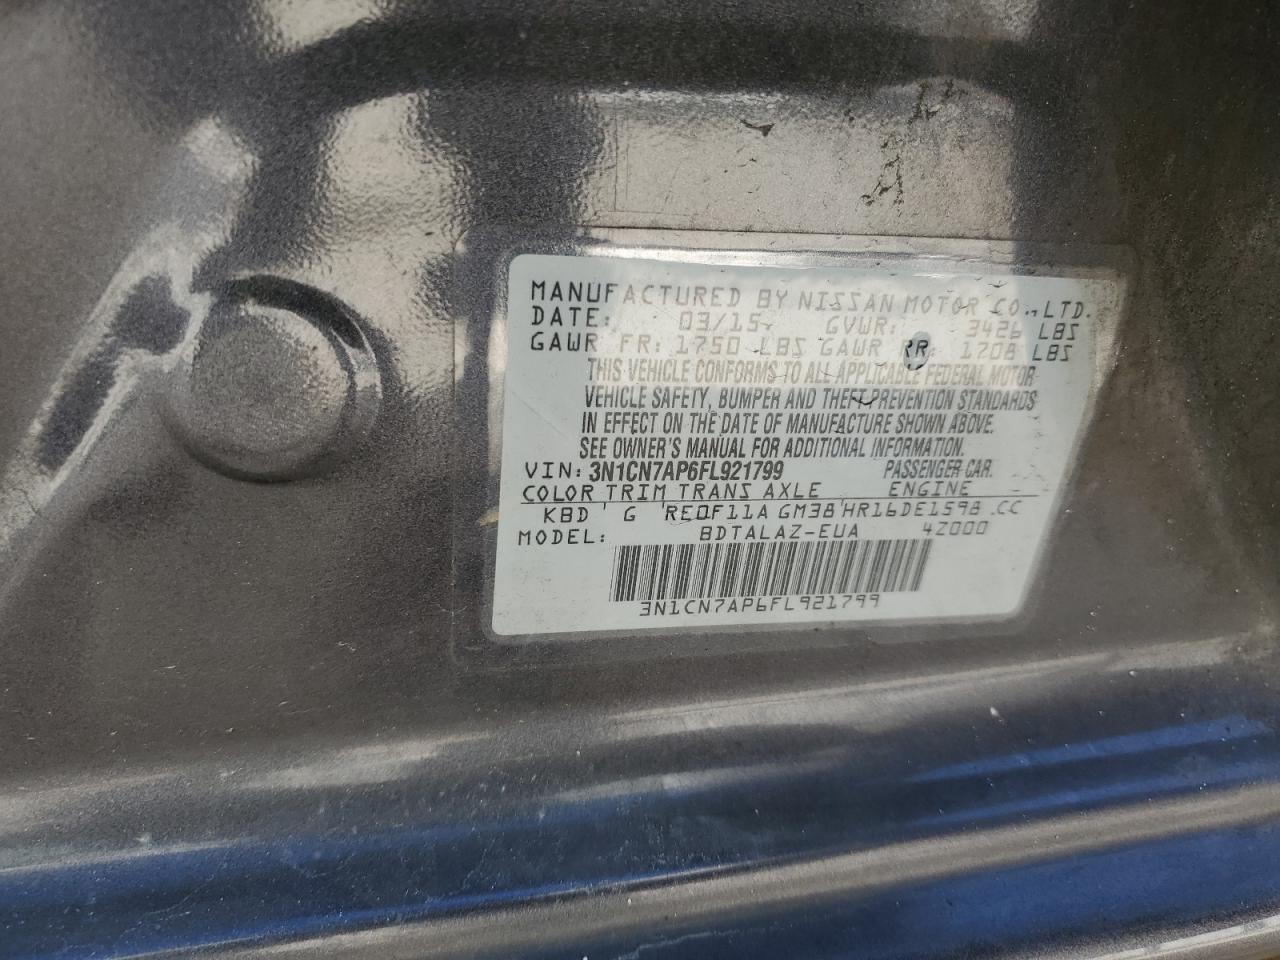 MANUFACTURED BY NISSAN MOTOR CO., LTD.
DATE: 03/15 GVWR: 3426 LBS
GAWR FR: 1750 LBS GAWR RR: 1708 LBS
THIS VEHICLE CONFORMS TO ALL APPLICABLE FEDERAL MOTOR
VEHICLE SAFETY, BUMPER AND THEFT PREVENTION STANDARDS
IN EFFECT ON THE DATE OF MANUFACTURE SHOWN ABOVE.
SEE OWNER'S MANUAL FOR ADDITIONAL INFORMATION.
VIN: 3N1CN7AP6FL921799 PASSENGER CAR.
COLOR TRIM TRANS AXLE ENGINE
KBD ' G 'RE0F11A GM38'HR16DE1598 CC
MODEL: BDTALAZ-EUA 4Z000
3N1CN7AP6FL921799